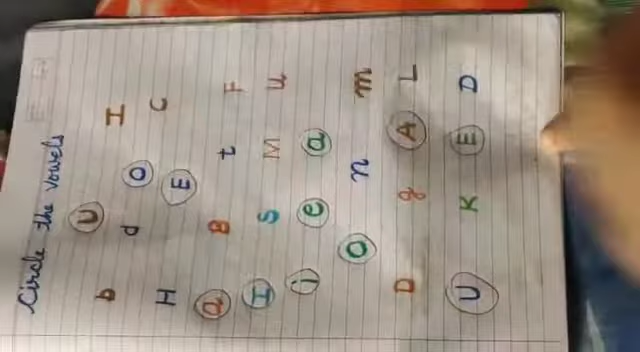 Circle the vowels
b U I
d O
H E C
a B t F
I S M u
i e a
O n m
D g A L
U K E D